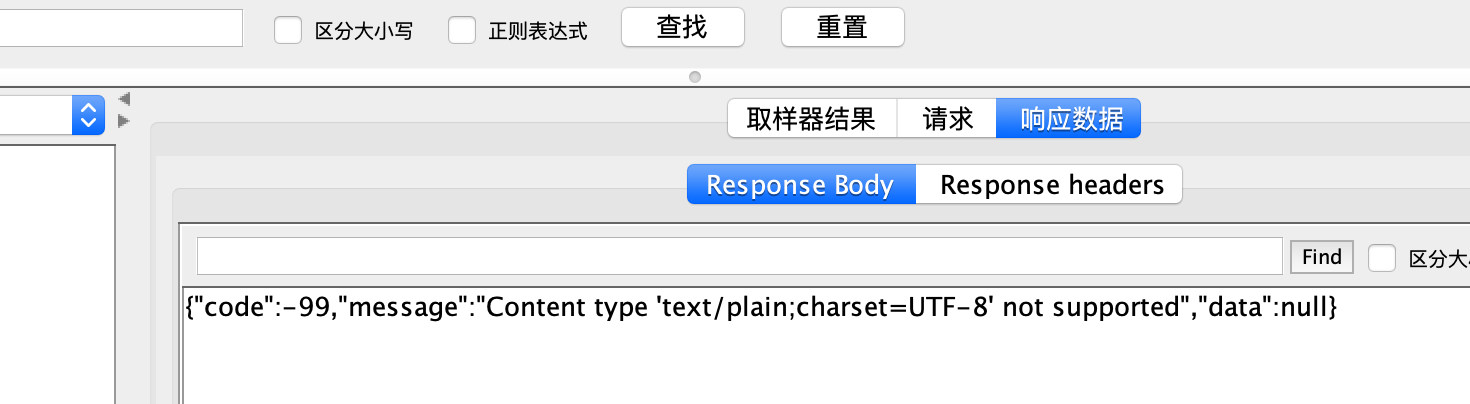 区分大小写 正则表达式 查找 重置
取样器结果 请求 响应数据
Response Body Response headers
Find 区分大
{"code":-99,"message":"Content type 'text/plain;charset=UTF-8' not supported","data":null}